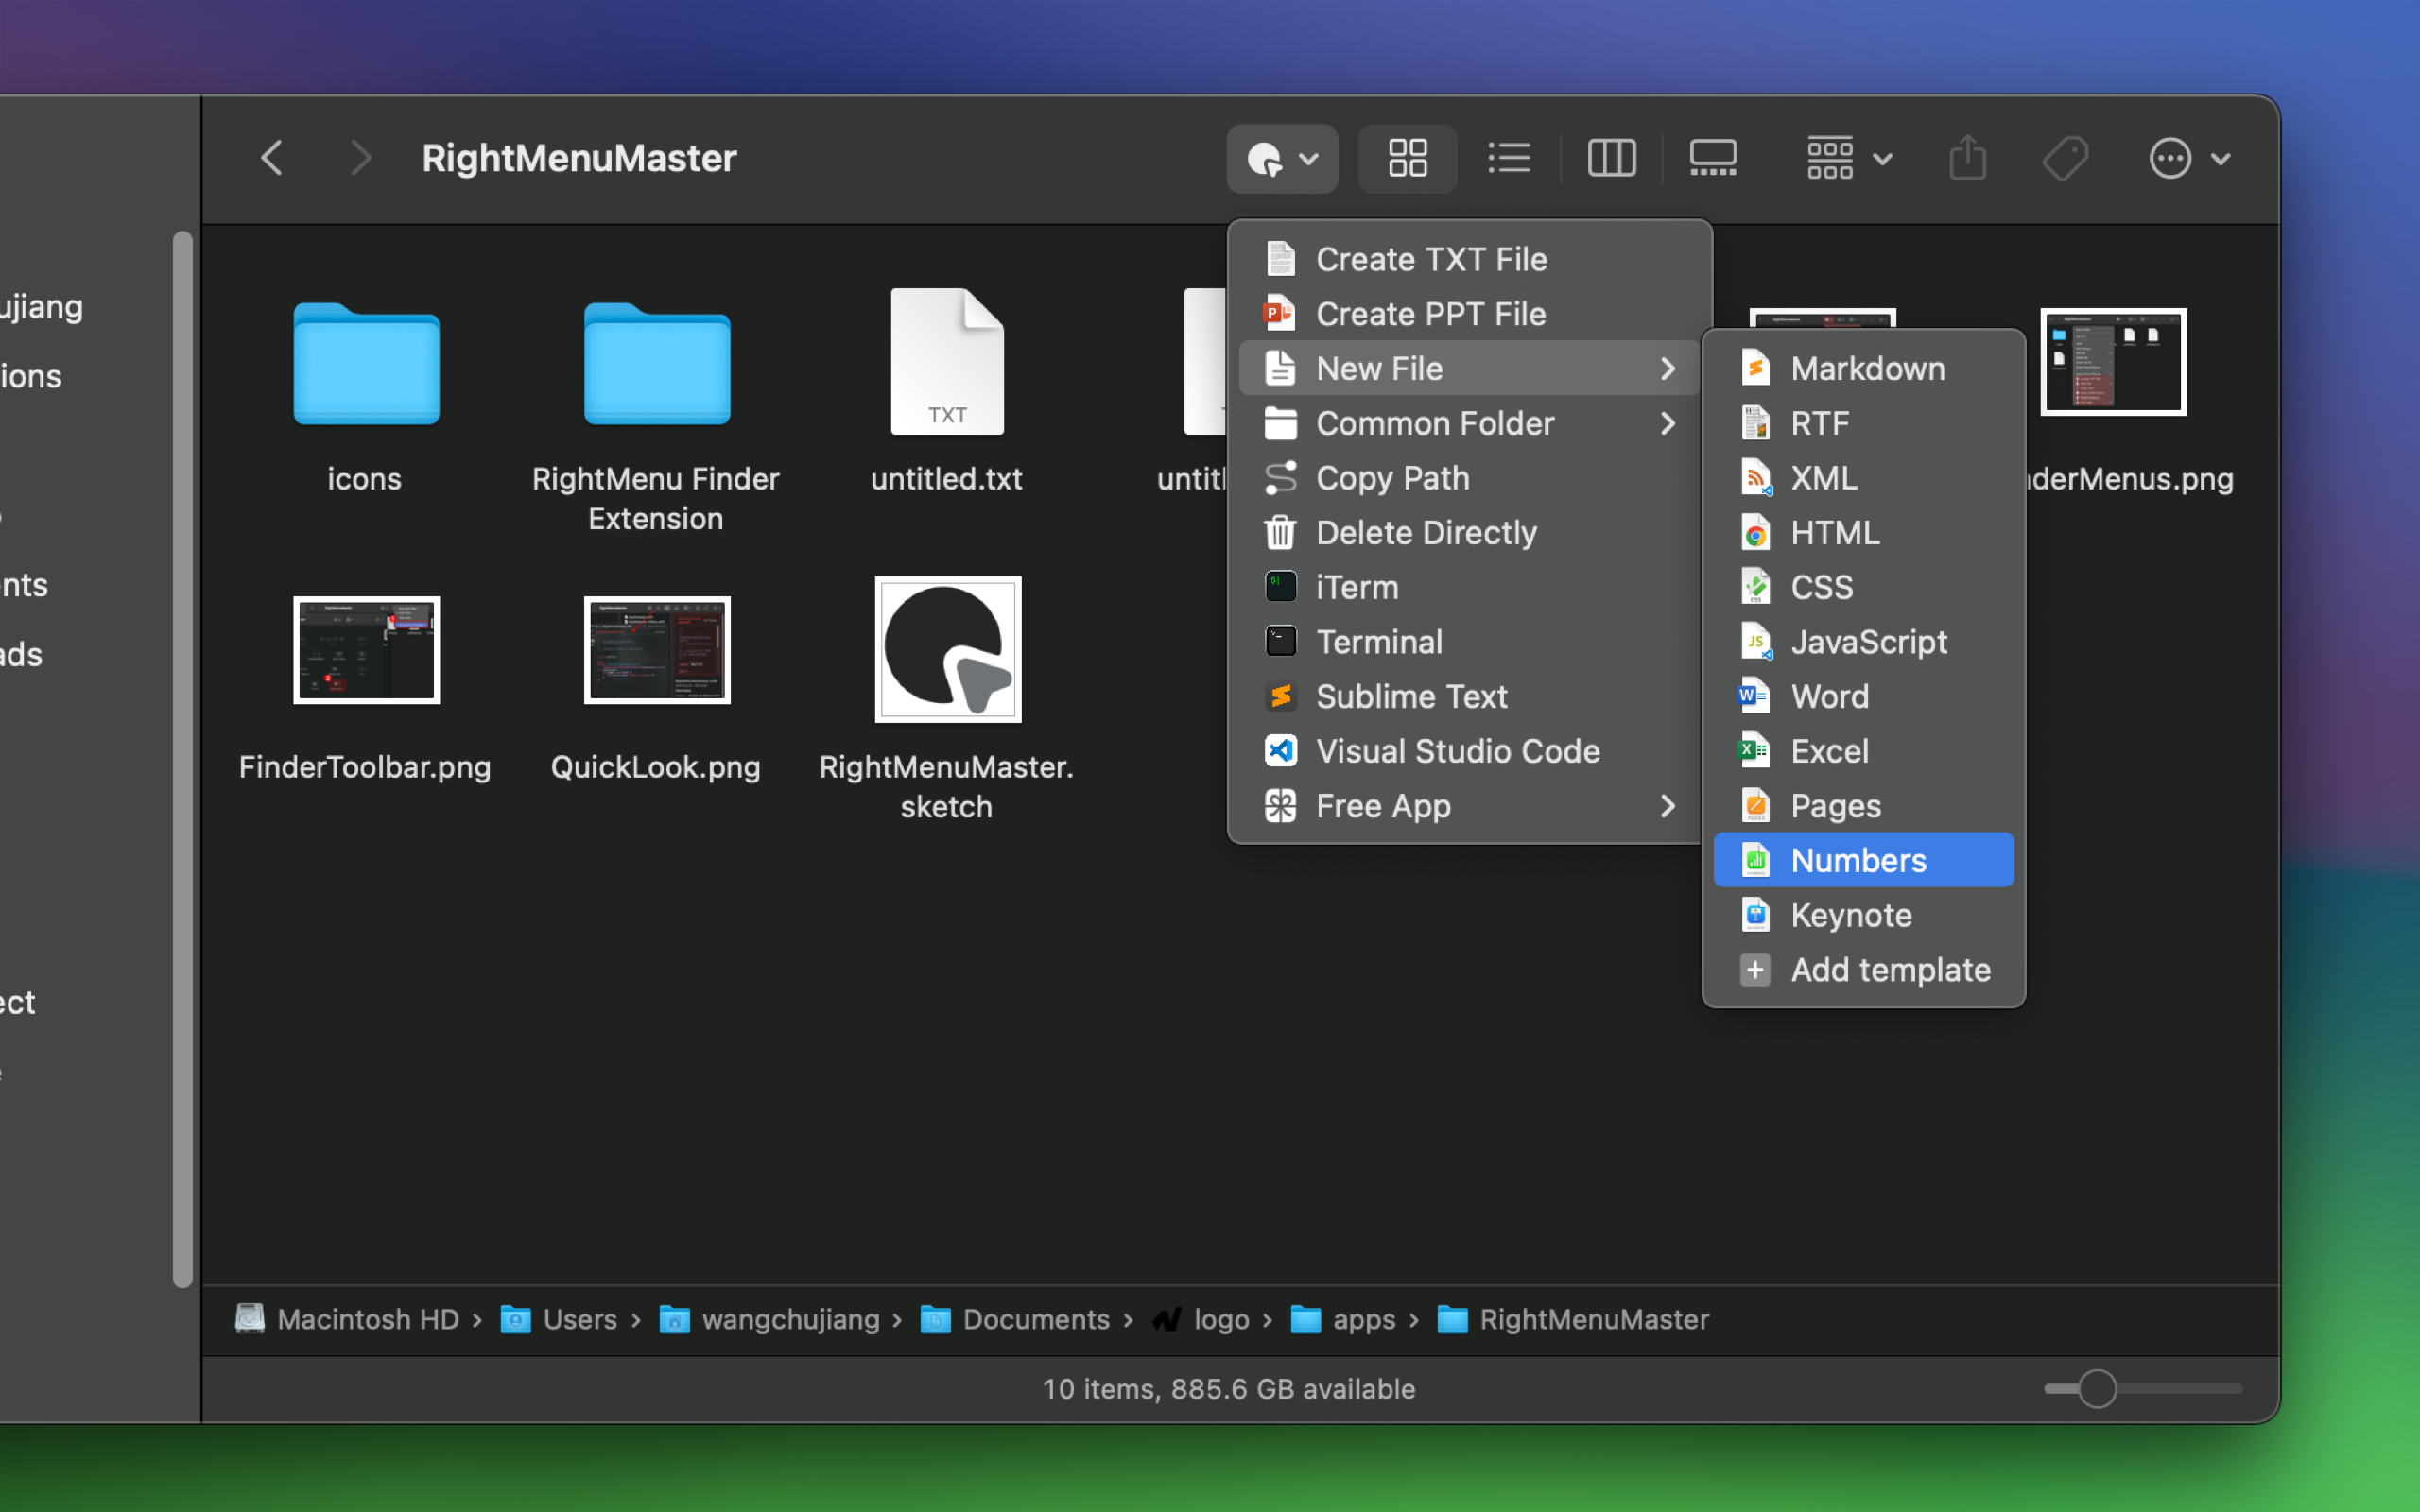 RightMenuMaster
ujiang
ions
nts
ads
ect
icons
RightMenu Finder
Extension
TXT
untitled.txt
derMenus.png
FinderToolbar.png
QuickLook.png
RightMenuMaster.
sketch
Create TXT File
Create PPT File
New File
Common Folder
Copy Path
Delete Directly
iTerm
Terminal
Sublime Text
Visual Studio Code
Free App
Markdown
RTF
XML
HTML
CSS
JavaScript
Word
Excel
Pages
Numbers
Keynote
Add template
Macintosh HD › Users › wangchujiang › Documents › logo › apps › RightMenuMaster
10 items, 885.6 GB available